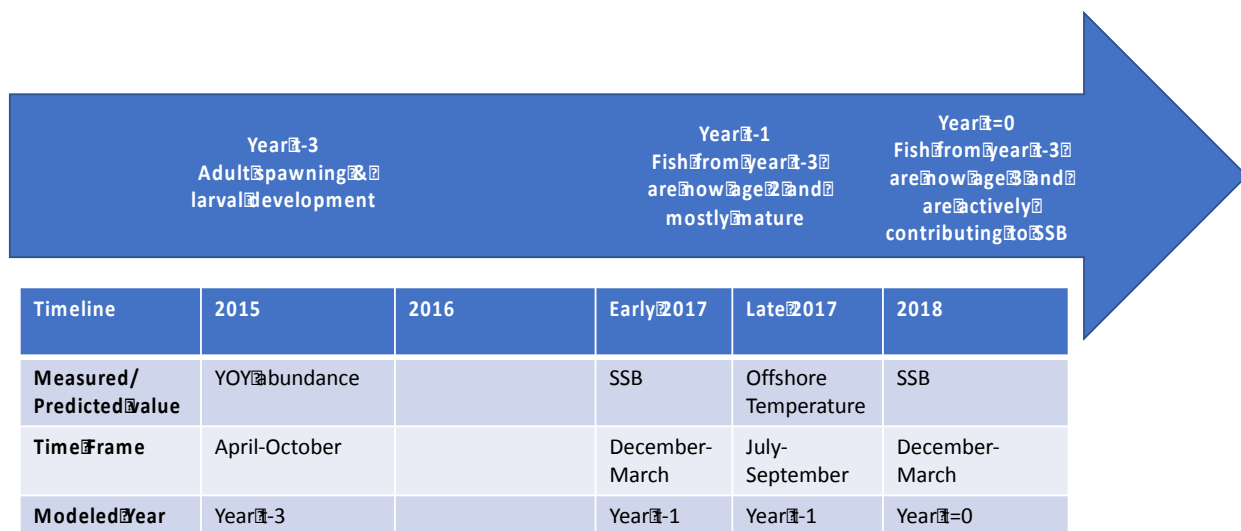 Year t-3
Adult spawning &
larval development
Year t-1
Fish from year t-3
are now age 2 and
mostly mature
Year t=0
Fish from year t-3
are now age 3 and
are actively
contributing to SSB
Timeline 2015 2016 Early 2017 Late 2017 2018
Measured/ YOY abundance SSB Offshore SSB
Predicted value Temperature
Time Frame April-October December- July- December-
March September March
Modeled Year Year t-3 Year t-1 Year t-1 Year t=0